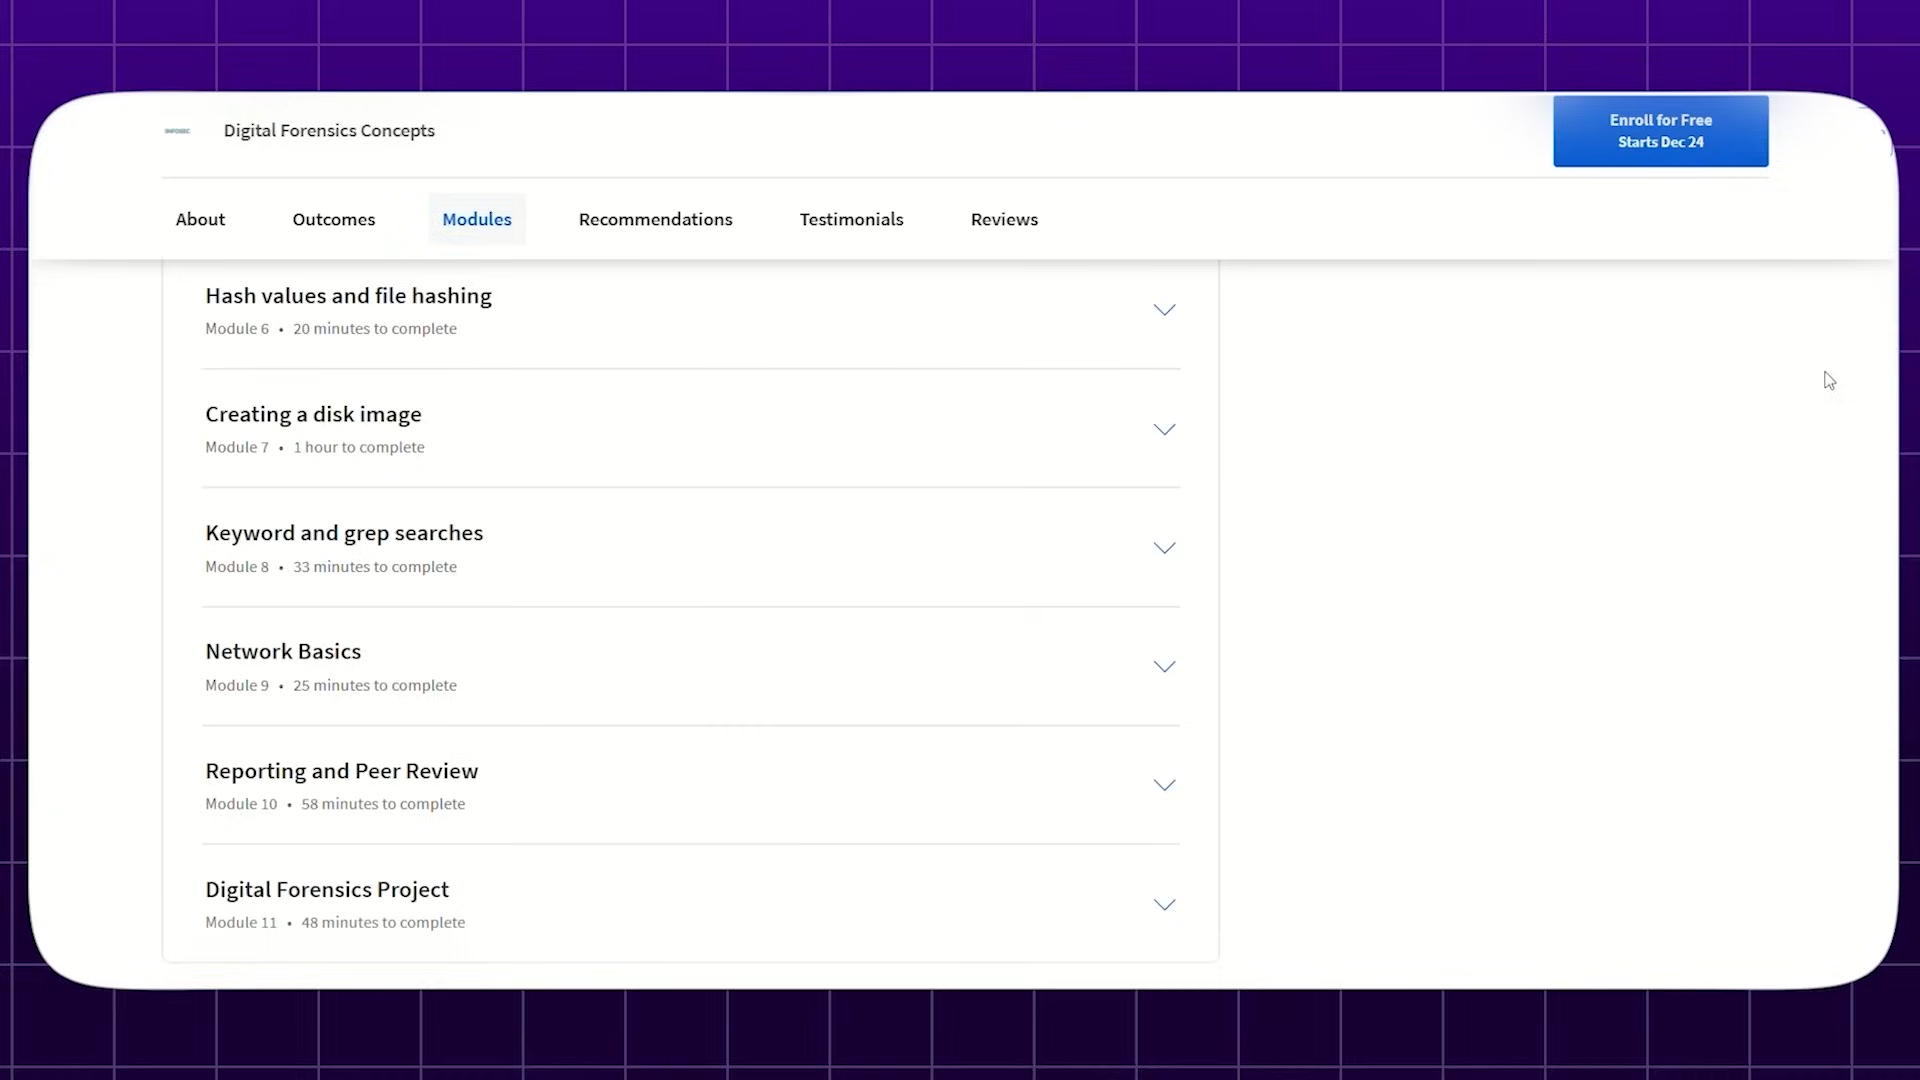 INFOSEC
Digital Forensics Concepts
Enroll for Free
Starts Dec 24
About
Outcomes
Modules
Recommendations
Testimonials
Reviews
Hash values and file hashing
Module 6 • 20 minutes to complete
Creating a disk image
Module 7 • 1 hour to complete
Keyword and grep searches
Module 8 • 33 minutes to complete
Network Basics
Module 9 • 25 minutes to complete
Reporting and Peer Review
Module 10 • 58 minutes to complete
Digital Forensics Project
Module 11 • 48 minutes to complete